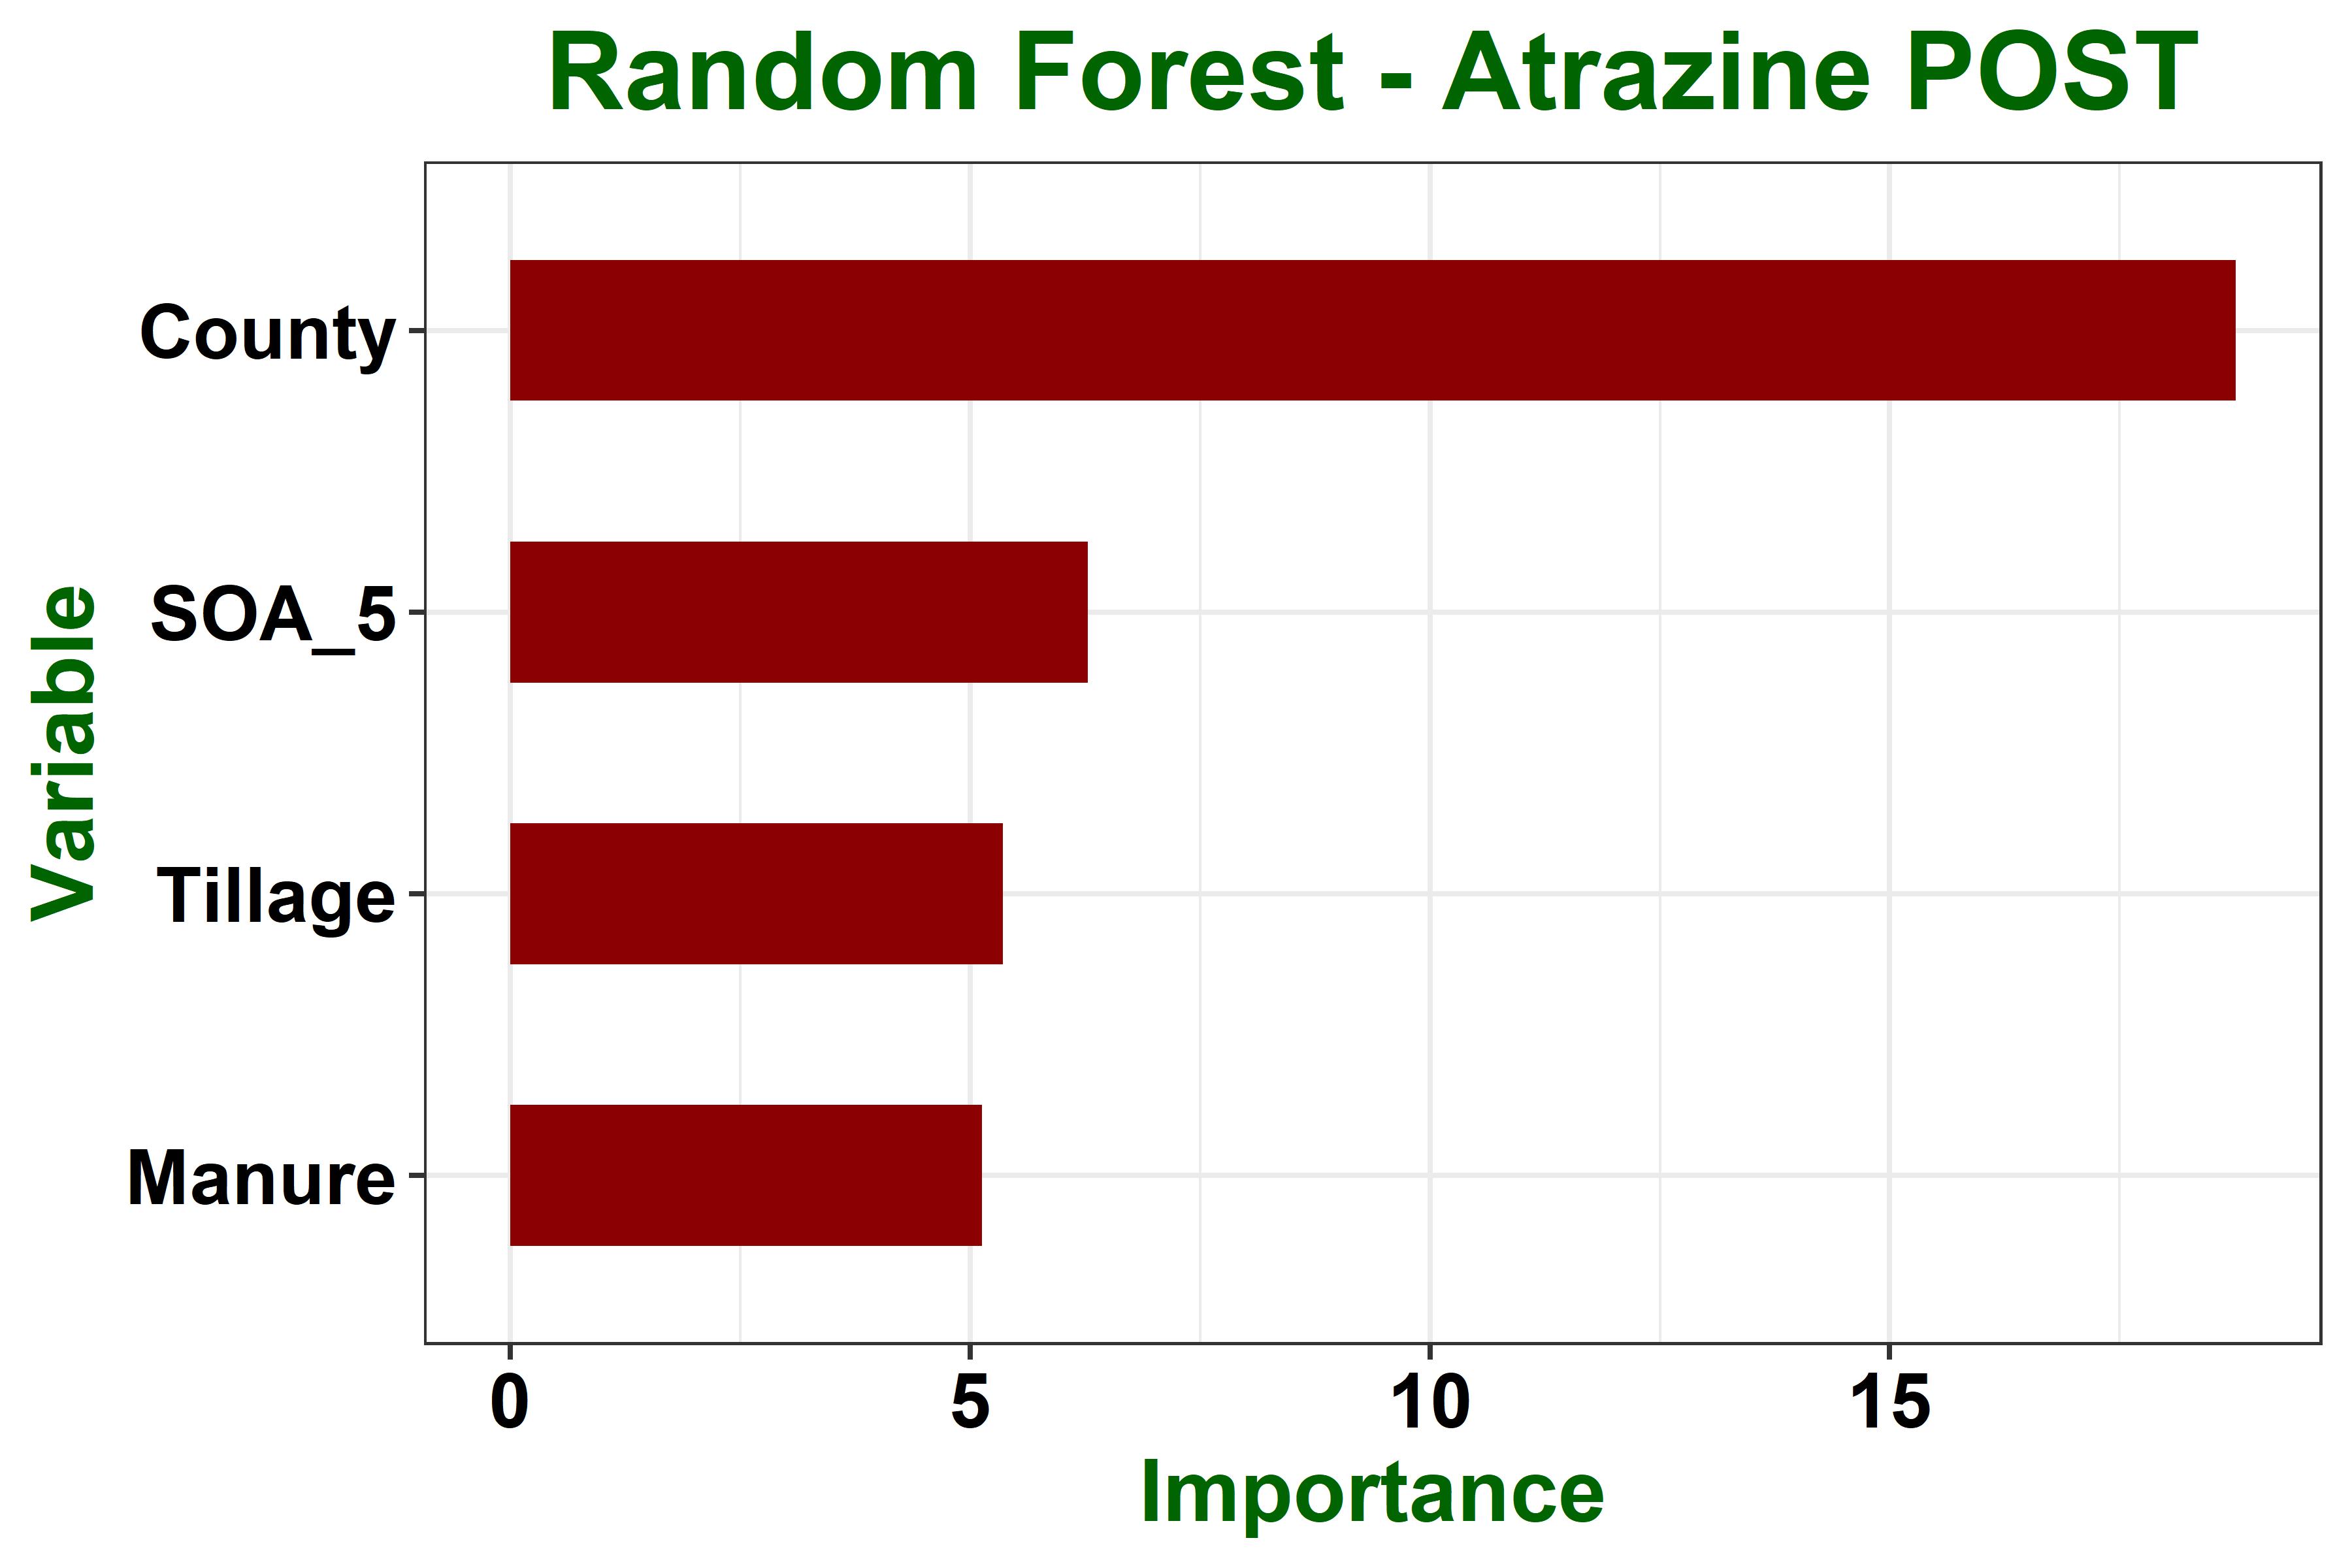 Random Forest - Atrazine POST
County
SOA_5
Tillage
Manure
Variable
0 5 10 15
Importance